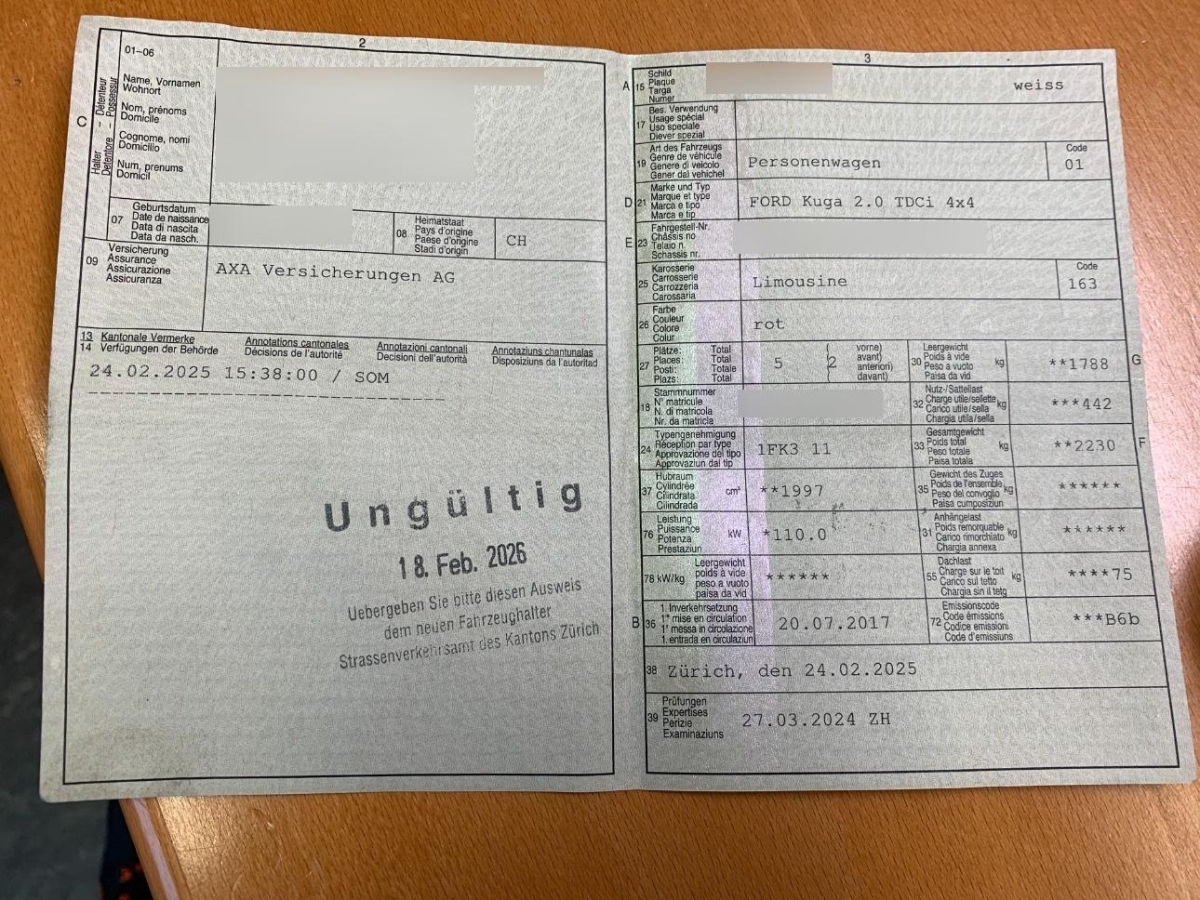 2
01-06
C
Halter - Détenteur
Detentore - Possessur
Name, Vornamen
Wohnort
Nom, prénoms
Domicile
Cognome, nomi
Domicilio
Num, prenums
Domicil
07
Geburtsdatum
Date de naissance
Data di nascita
Data da nasch.
08
Heimatstaat
Pays d'origine
Paese d'origine
Stadi d'origin
CH
09
Versicherung
Assurance
Assicurazione
Assicuranza
AXA Versicherungen AG
13 Kantonale Vermerke Annotations cantonales Annotazioni cantonali Annotaziuns chantunalas
14 Verfügungen der Behörde Décisions de l'autorité Decisioni dell'autorità Disposiziuns da l'autoritad
24.02.2025 15:38:00 / SOM
Ungültig
18. Feb. 2026
Uebergeben Sie bitte diesen Ausweis
dem neuen Fahrzeughalter
Strassenverkehrsamt des Kantons Zürich
3
A 15
Schild
Plaque
Targa
Numer
weiss
17
Bes. Verwendung
Usage spécial
Uso speciale
Diever spezial
19
Art des Fahrzeugs
Genre de véhicule
Genere di veicolo
Gener dal vehichel
Personenwagen
Code
01
D 21
Marke und Typ
Marque et type
Marca e tipo
Marca e tip
FORD Kuga 2.0 TDCi 4x4
E 23
Fahrgestell-Nr.
Châssis no
Telaio n.
Schassis nr.
25
Karosserie
Carrosserie
Carrozzeria
Carossaria
Limousine
Code
163
26
Farbe
Couleur
Colore
Colur
rot
27
Plätze: Total
Places: Total
Posti: Totale
Plazs: Total
5 (2
vorne)
avant)
anteriori)
davant)
30
Leergewicht
Poids à vide
Peso a vuoto
Paisa da vid
kg
**1788
G
18
Stammnummer
N° matricule
N. di matricola
Nr. da matricla
32
Nutz-/Sattellast
Charge utile/sellette
Carico utile/sella
Chargia utila/sella
kg
***442
24
Typengenehmigung
Réception par type
Approvazione del tipo
Approvaziun dal tip
1FK3 11
33
Gesamtgewicht
Poids total
Peso totale
Paisa totala
kg
**2230
F
37
Hubraum
Cylindrée
Cilindrata
Cilindrada
cm³
**1997
35
Gewicht des Zuges
Poids de l'ensemble
Peso del convoglio
Paisa cumposiziun
kg
******
76
Leistung
Puissance
Potenza
Prestaziun
kW
*110.0
31
Anhängelast
Poids remorquable
Carico rimorchiato
Chargia annexa
kg
******
78 kW/kg
Leergewicht
poids à vide
peso a vuoto
paisa da vid
******
55
Dachlast
Charge sur le toit
Carico sul tetto
Chargia sin il tetg
kg
****75
B 36
1. Inverkehrsetzung
1re mise en circulation
1a messa in circolazione
1. entrada en circulaziun
20.07.2017
72
Emissionscode
Code émissions
Codice emissioni
Code d'emissiuns
***B6b
38 Zürich, den 24.02.2025
39
Prüfungen
Expertises
Perizie
Examinaziuns
27.03.2024 ZH